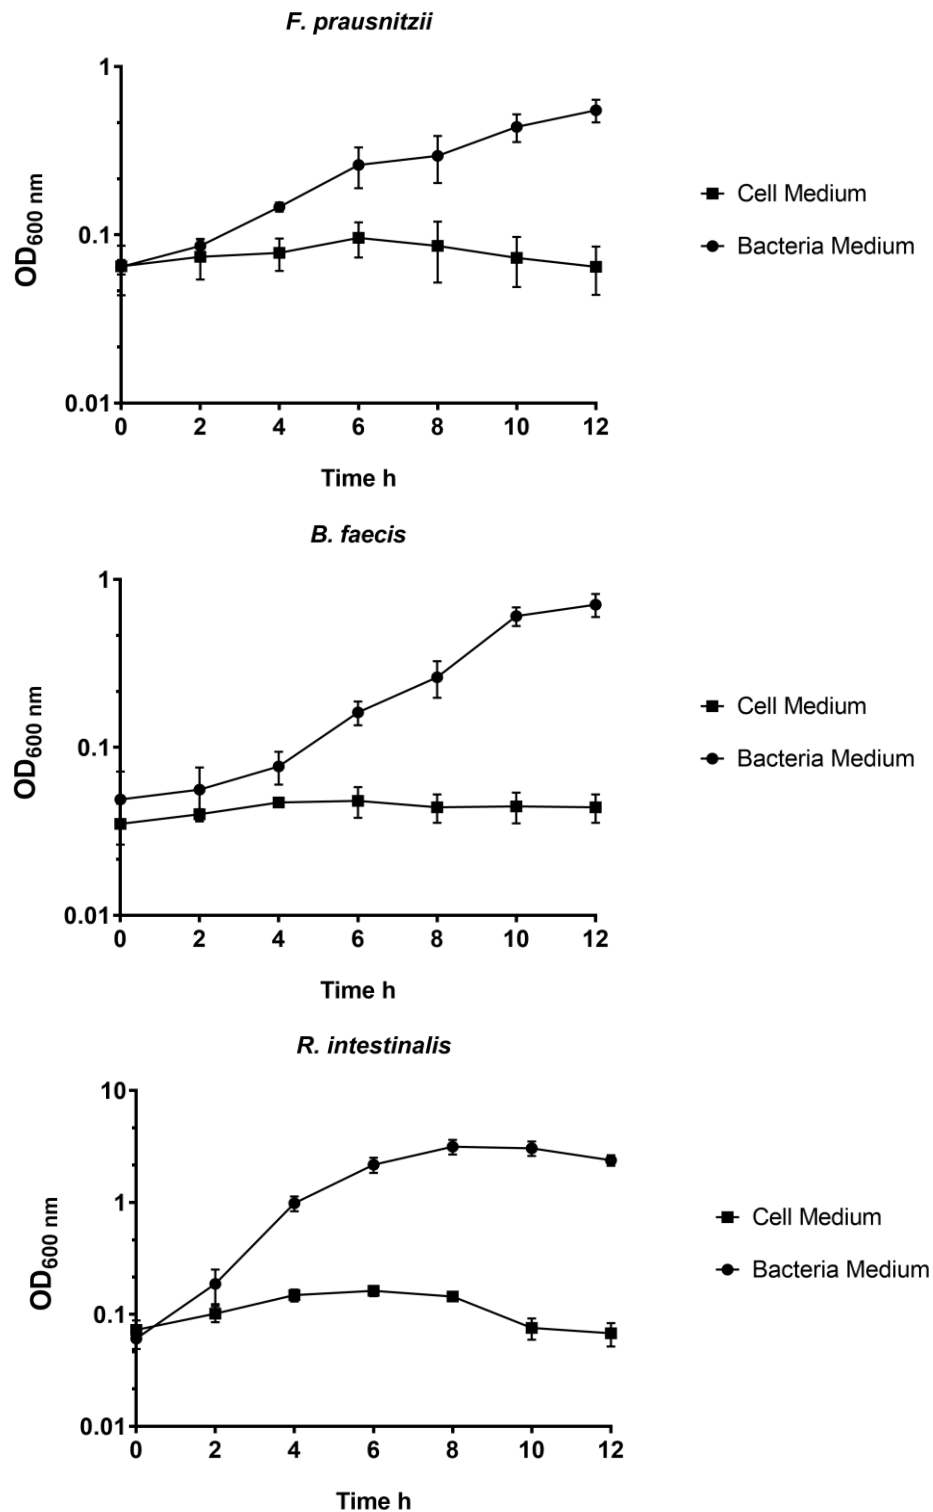 F. prausnitzii
1
0.1
0.01
OD600 nm
0 2 4 6 8 10 12
Time h
Cell Medium
Bacteria Medium
B. faecis
1
0.1
0.01
OD600 nm
0 2 4 6 8 10 12
Time h
Cell Medium
Bacteria Medium
R. intestinalis
10
1
0.1
0.01
OD600 nm
0 2 4 6 8 10 12
Time h
Cell Medium
Bacteria Medium